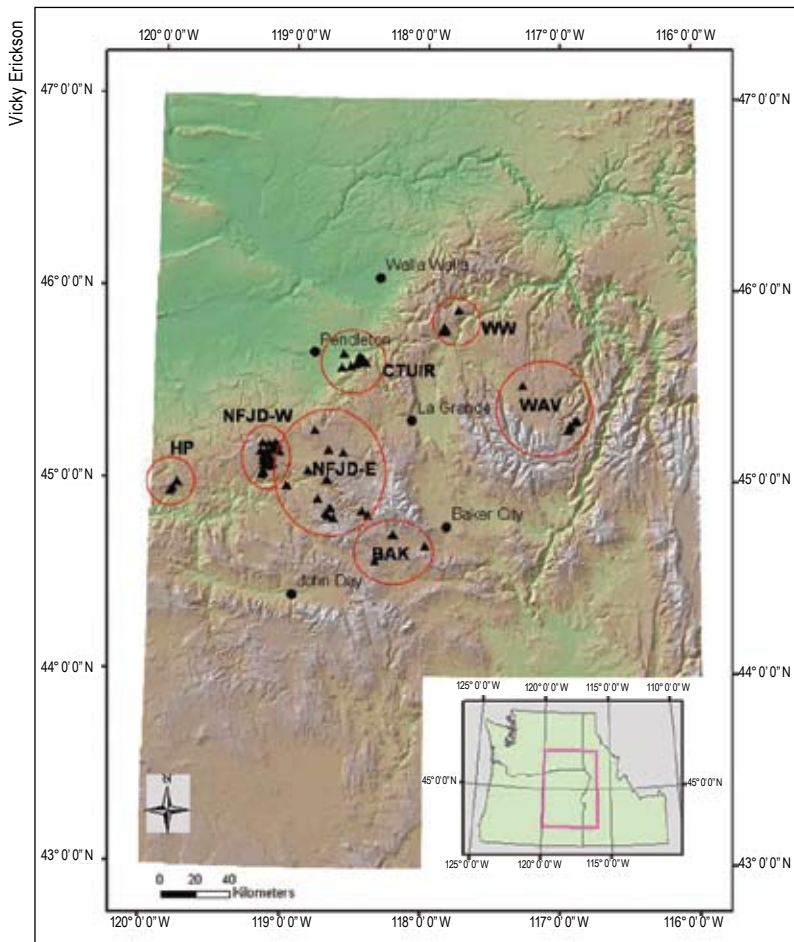 Vicky Erickson
120°0'0"W 119°0'0"W 118°0'0"W 117°0'0"W 116°0'0"W
47°0'0"N 47°0'0"N
46°0'0"N 46°0'0"N
Walla Walla
WW
Pendleton
CTUIR
WAV
La Grande
NFJD-W
HP
NFJD-E
45°0'0"N 45°0'0"N
Baker City
BAK
John Day
44°0'0"N 44°0'0"N
125°0'0"W 120°0'0"W 115°0'0"W 110°0'0"W
45°0'0"N 45°0'0"N
125°0'0"W 120°0'0"W 115°0'0"W
N
43°0'0"N 43°0'0"N
0 20 40
Kilometers
120°0'0"W 119°0'0"W 118°0'0"W 117°0'0"W 116°0'0"W